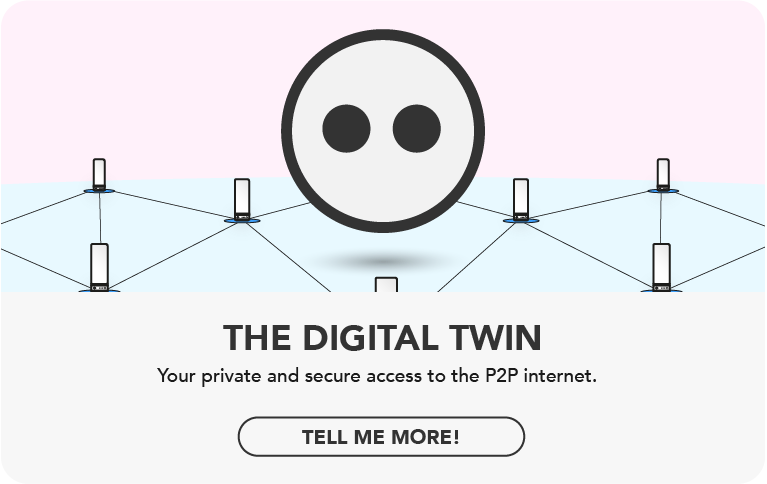 THE DIGITAL TWIN
Your private and secure access to the P2P internet.
TELL ME MORE!